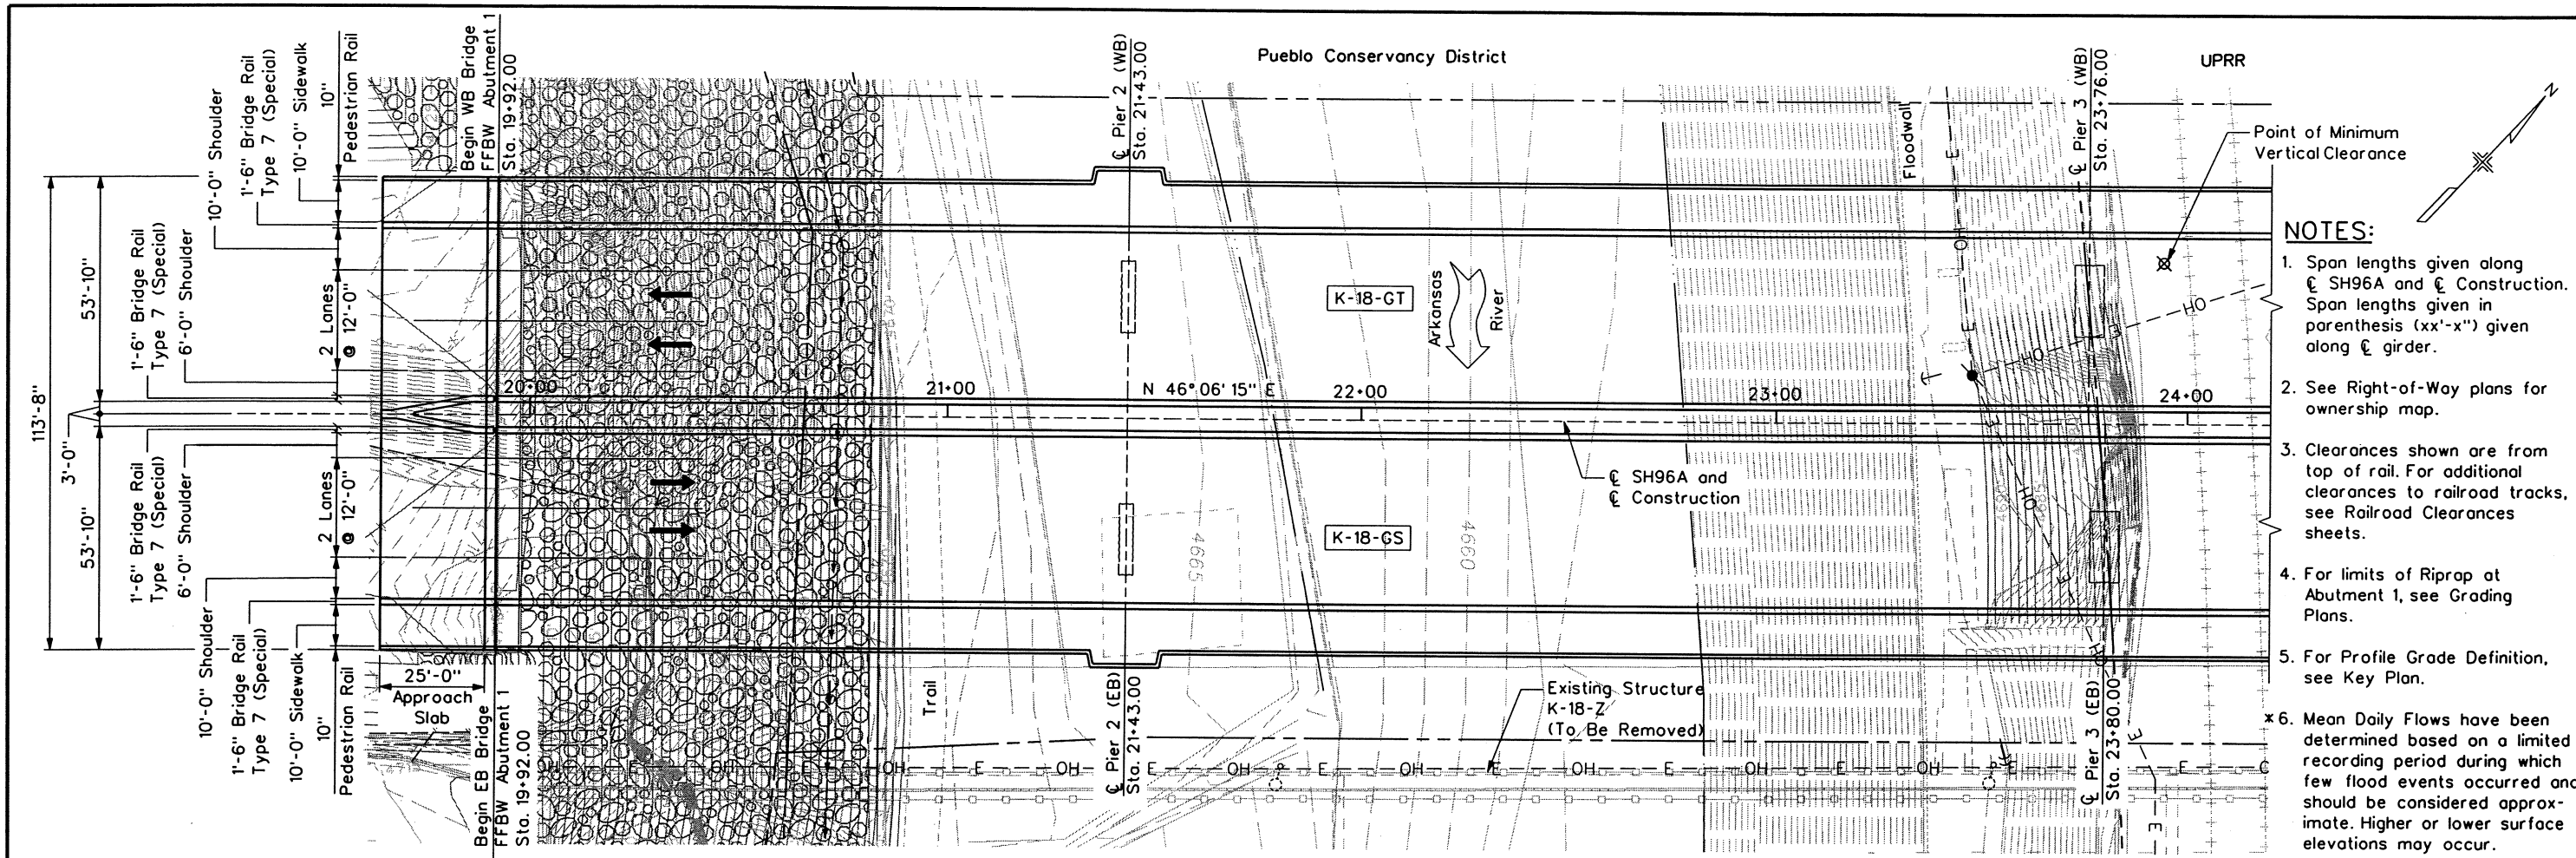 Pueblo Conservancy District
UPRR
10'-0" Shoulder
1'-6" Bridge Rail
Type 7 (Special)
10'-0" Sidewalk
10"
Pedestrian Rail
Begin WB Bridge
FFBW Abutment 1
Sta. 19+92.00
℄ Pier 2 (WB)
Sta. 21+43.00
Floodwall
℄ Pier 3 (WB)
Sta. 23+76.00
N
Point of Minimum
Vertical Clearance
113'-8"
53'-10"
1'-6" Bridge Rail
Type 7 (Special)
6'-0" Shoulder
2 Lanes
@ 12'-0"
K-18-GT
Arkansas
River
OH
E
OH
E
OH
20+00
21+00
N 46° 06' 15" E
22+00
23+00
24+00
3'-0"
53'-10"
1'-6" Bridge Rail
Type 7 (Special)
6'-0" Shoulder
2 Lanes
@ 12'-0"
℄ SH96A and
℄ Construction
K-18-GS
4665
4660
10'-0" Shoulder
1'-6" Bridge Rail
Type 7 (Special)
10'-0" Sidewalk
10"
Pedestrian Rail
25'-0"
Approach
Slab
Begin EB Bridge
FFBW Abutment 1
Sta. 19+92.00
Trail
℄ Pier 2 (EB)
Sta. 21+43.00
Existing Structure
K-18-Z
(To Be Removed)
℄ Pier 3 (EB)
Sta. 23+80.00
OH E OH E OH E OH E OH E OH E OH E
NOTES:
1. Span lengths given along
℄ SH96A and ℄ Construction.
Span lengths given in
parenthesis (xx'-x") given
along ℄ girder.
2. See Right-of-Way plans for
ownership map.
3. Clearances shown are from
top of rail. For additional
clearances to railroad tracks,
see Railroad Clearances
sheets.
4. For limits of Riprap at
Abutment 1, see Grading
Plans.
5. For Profile Grade Definition,
see Key Plan.
* 6. Mean Daily Flows have been
determined based on a limited
recording period during which
few flood events occurred and
should be considered approx-
imate. Higher or lower surface
elevations may occur.